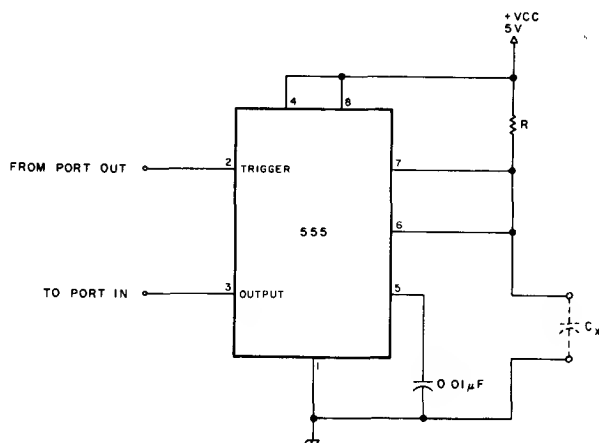 +VCC
5V
4
8
R
FROM PORT OUT
2
TRIGGER
7
555
6
TO PORT IN
3
OUTPUT
5
Cx
1
0.01µF